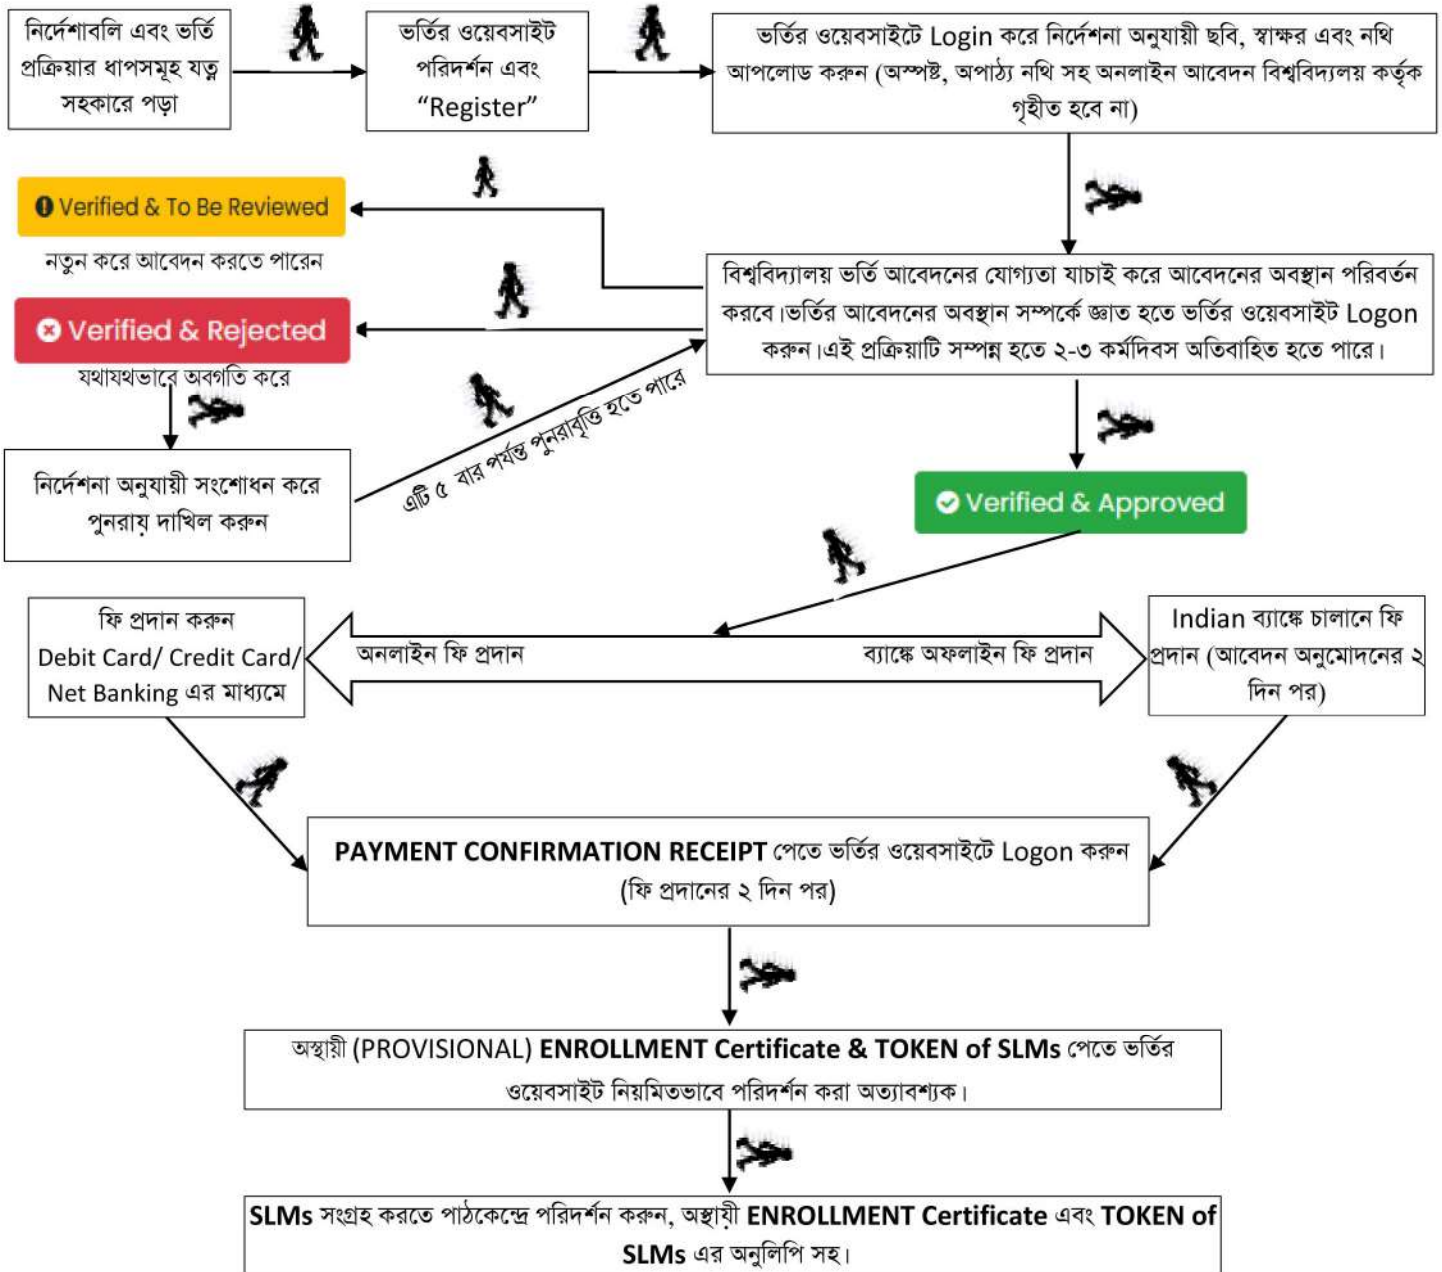 নির্দেশাবলি এবং ভর্তি
প্রক্রিয়ার ধাপসমূহ যত্ন
সহকারে পড়া
ভর্তির ওয়েবসাইট
পরিদর্শন এবং
“Register”
ভর্তির ওয়েবসাইটে Login করে নির্দেশনা অনুযায়ী ছবি, স্বাক্ষর এবং নথি
আপলোড করুন (অস্পষ্ট, অপাঠ্য নথি সহ অনলাইন আবেদন বিশ্ববিদ্যলয় কর্তৃক
গৃহীত হবে না)
Verified & To Be Reviewed
নতুন করে আবেদন করতে পারেন
Verified & Rejected
যথাযথভাবে অবগতি করে
বিশ্ববিদ্যালয় ভর্তি আবেদনের যোগ্যতা যাচাই করে আবেদনের অবস্থান পরিবর্তন
করবে।ভর্তির আবেদনের অবস্থান সম্পর্কে জ্ঞাত হতে ভর্তির ওয়েবসাইট Logon
করুন।এই প্রক্রিয়াটি সম্পন্ন হতে ২-৩ কর্মদিবস অতিবাহিত হতে পারে।
নির্দেশনা অনুযায়ী সংশোধন করে
পুনরায় দাখিল করুন
এটি ৫ বার পর্যন্ত পুনরাবৃত্তি হতে পারে
Verified & Approved
ফি প্রদান করুন
Debit Card/ Credit Card/
Net Banking এর মাধ্যমে
অনলাইন ফি প্রদান
ব্যাঙ্কে অফলাইন ফি প্রদান
Indian ব্যাঙ্কে চালানে ফি
প্রদান (আবেদন অনুমোদনের ২
দিন পর)
PAYMENT CONFIRMATION RECEIPT পেতে ভর্তির ওয়েবসাইটে Logon করুন
(ফি প্রদানের ২ দিন পর)
অস্থায়ী (PROVISIONAL) ENROLLMENT Certificate & TOKEN of SLMs পেতে ভর্তির
ওয়েবসাইট নিয়মিতভাবে পরিদর্শন করা অত্যাবশ্যক।
SLMs সংগ্রহ করতে পাঠকেন্দ্রে পরিদর্শন করুন, অস্থায়ী ENROLLMENT Certificate এবং TOKEN of
SLMs এর অনুলিপি সহ।